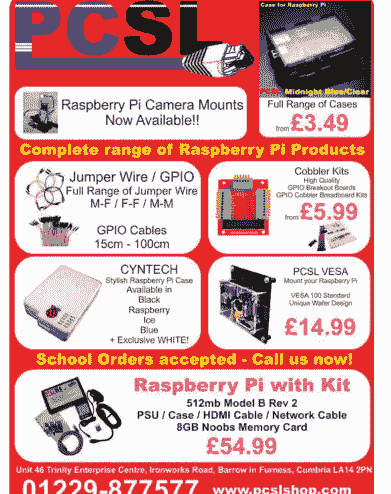 PCSL
Case for Raspberry Pi
PCSL Midnight Blue/Clear
Raspberry Pi Camera Mounts
Now Available!!
Full Range of Cases
from £3.49
Complete range of Raspberry Pi Products
Jumper Wire / GPIO
Full Range of Jumper Wire
M-F / F-F / M-M
GPIO Cables
15cm - 100cm
Cobbler Kits
High Quality
GPIO Breakout Boards
GPIO Cobbler Breadboard Kits
from £5.99
CYNTECH
Stylish Raspberry Pi Case
Available in
Black
Raspberry
Ice
Blue
+ Exclusive WHITE!
PCSL VESA
Mount your Raspberry Pi
VESA 100 Standard
Unique Wafer Design
£14.99
School Orders accepted - Call us now!
Raspberry Pi with Kit
512mb Model B Rev 2
PSU / Case / HDMI Cable / Network Cable
8GB Noobs Memory Card
£54.99
Unit 46 Trinity Enterprise Centre, Ironworks Road, Barrow in Furness, Cumbria LA14 2PN
01229-877577 www.pcslshop.com